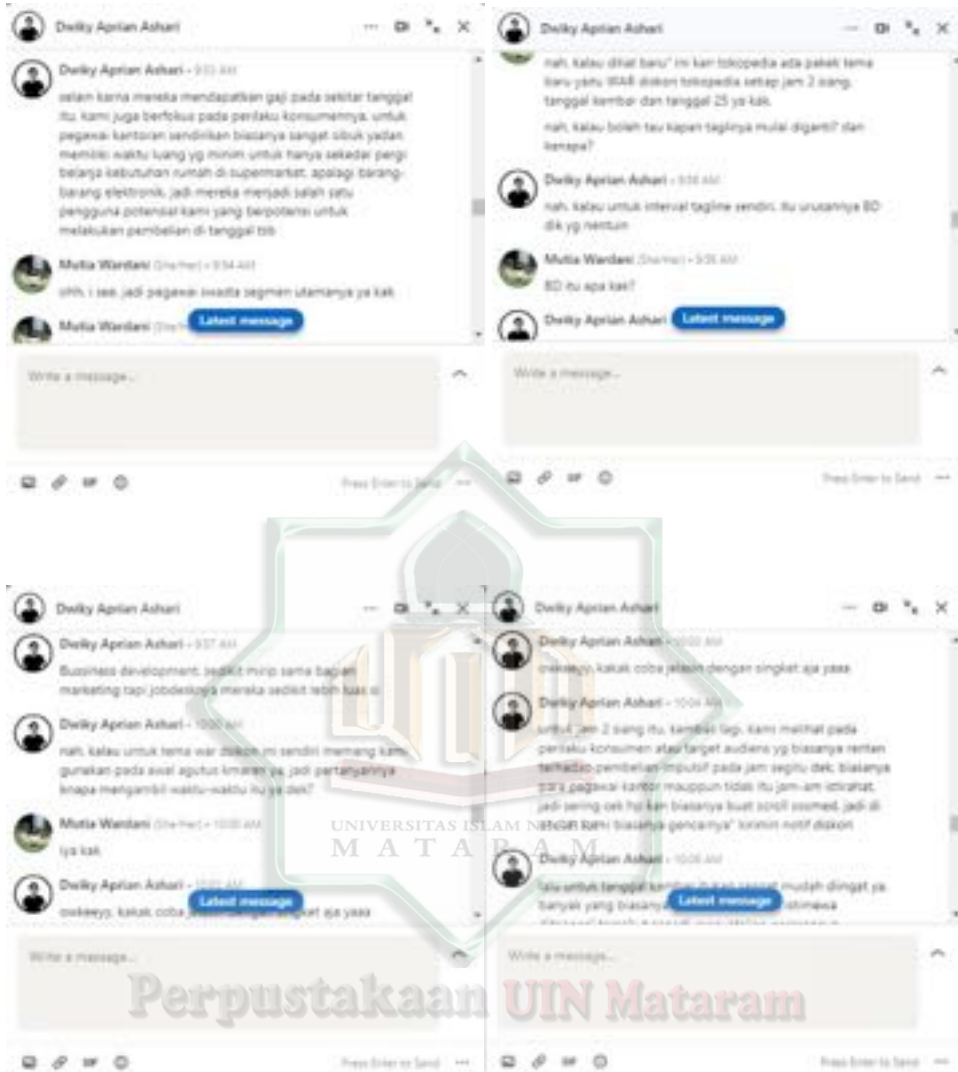 Dwiky Aprian Ashari
Dwiky Aprian Ashari • 9:53 AM
selain karna mereka mendapatkan gaji pada sekitar tanggal
itu, kami juga berfokus pada perilaku konsumennya, untuk
pegawai kantoran sendirikan biasanya sangat sibuk yadan
memiliki waktu luang yg minim untuk hanya sekedar pergi
belanja kebutuhan rumah di supermarket, apalagi barang-
barang elektronik, jadi mereka menjadi salah satu
pengguna potensial kami yang berpotensi untuk
melakukan pembelian di tanggal tsb
Mutia Wardani (She/Her) • 9:54 AM
ohh, i see, jadi pegawai swasta segmen utamanya ya kak
Mutia Wardani
Latest message
Write a message...
Press Enter to Send
Dwiky Aprian Ashari
nah, kalau dilihat baru" ini kan tokopedia ada pakek tema
baru yaitu WAR diskon tokopedia setiap jam 2 siang,
tanggal kembar dan tanggal 25 ya kak.
nah, kalau boleh tau kapan taglinya mulai diganti? dan
kenapa?
Dwiky Aprian Ashari • 9:56 AM
nah, kalau untuk interval tagline sendiri, itu urusannya BD
dik yg nentuin
Mutia Wardani (She/Her) • 9:56 AM
BD itu apa kak?
Dwiky Aprian Ashari
Latest message
Write a message...
Press Enter to Send
Dwiky Aprian Ashari
Dwiky Aprian Ashari • 9:57 AM
Bussiness development, sedikit mirip sama bagian
marketing tapi jobdesknya mereka sedikit lebih luas
Dwiky Aprian Ashari • 10:00 AM
nah, kalau untuk tema war diskon ini sendiri memang kami
gunakan pada awal agutus kmaren ya, jadi pertanyannya
knapa mengambil waktu-waktu itu ya dek?
Mutia Wardani (She/Her) • 10:00 AM
iya kak
Dwiky Aprian Ashari
owkeeyy, kakak coba jelasin dengan singkat aja yaaa
Latest message
Write a message...
Press Enter to Send
Dwiky Aprian Ashari
Dwiky Aprian Ashari • 10:02 AM
owkeeyy, kakak coba jelasin dengan singkat aja yaaa
Dwiky Aprian Ashari • 10:04 AM
untuk jam 2 siang itu, kembali lagi, kami melihat pada
perilaku konsumen atau target audiens yg biasanya rentan
terhadap pembelian impulsif pada jam segitu dek, biasanya
para pagawai kantor mauppun tidak itu jam-am istirahat,
jadi sering cek hp kan biasanya buat scroll sosmed, jadi di
kami biasanya gencarnya" kirimin notif diskon
Dwiky Aprian Ashari • 10:06 AM
lalu untuk tanggal kembar mudah diingat ya,
banyak yang biasanya istimewa
Latest message
Write a message...
Press Enter to Send
UNIVERSITAS ISLAM NEGERI
MATARAM
Perpustakaan UIN Mataram